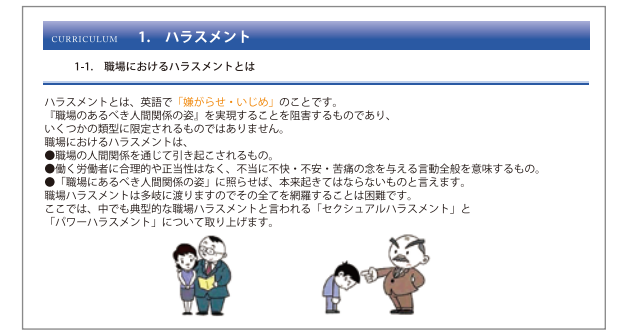 CURRICULUM 1. ハラスメント
1-1. 職場におけるハラスメントとは
ハラスメントとは、英語で「嫌がらせ・いじめ」のことです。
『職場のあるべき人間関係の姿』を実現することを阻害するものであり、
いくつかの類型に限定されるものではありません。
職場におけるハラスメントは、
●職場の人間関係を通じて引き起こされるもの。
●働く労働者に合理的や正当性はなく、不当に不快・不安・苦痛の念を与える言動全般を意味するもの。
●「職場にあるべき人間関係の姿」に照らせば、本来起きてはならないものと言えます。
職場ハラスメントは多岐に渡りますのでその全てを網羅することは困難です。
ここでは、中でも典型的な職場ハラスメントと言われる「セクシュアルハラスメント」と
「パワーハラスメント」について取り上げます。